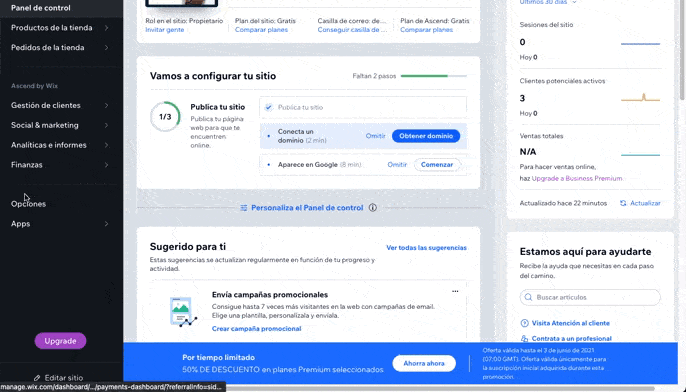 Panel de control
Productos de la tienda
Pedidos de la tienda
Ascend by Wix
Gestión de clientes
Social & marketing
Analíticas e informes
Finanzas
Opciones
Apps
Upgrade
Editar sitio
manage.wix.com/dashboard/.../payments-dashboard/?referralInfo=sid...
Rol en el sitio: Propietario
Invitar gente
Plan del sitio: Gratis
Comparar planes
Casilla de correo: de...
Conseguir casilla de ...
Plan de Ascend: Gratis
Comparar planes
Vamos a configurar tu sitio
Faltan 2 pasos
1/3
Publica tu sitio
Publica tu página
web para que te
encuentren
online.
Publica tu sitio
Conecta un
dominio (2 min)
Omitir
Obtener dominio
Aparece en Google (8 min)
Omitir
Comenzar
Personaliza el Panel de control
Sugerido para ti
Ver todas las sugerencias
Estas sugerencias se actualizan regularmente en función de tu progreso y
actividad.
Envía campañas promocionales
Consigue hasta 7 veces más visitantes en la web con campañas de email.
Elige una plantilla, personalízala y envíala.
Crear campaña promocional
Últimos 30 días
Sesiones del sitio
0
Hoy 0
Clientes potenciales activos
3
Hoy 0
Ventas totales
N/A
Para hacer ventas online,
haz Upgrade a Business Premium.
Actualizado hace 22 minutos
Actualizar
Estamos aquí para ayudarte
Recibe la ayuda que necesitas en cada paso
del camino.
Buscar artículos
Visita Atención al cliente
Contrata a un profesional
Por tiempo limitado
50% DE DESCUENTO en planes Premium seleccionados
Ahorra ahora
Oferta válida hasta el 3 de junio de 2021
(07:00 GMT). Oferta válida únicamente para
la suscripción inicial adquirida durante esta
promoción.